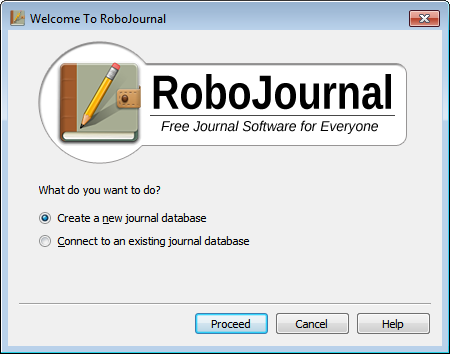 Welcome To RoboJournal
RoboJournal
Free Journal Software for Everyone
What do you want to do?
Create a new journal database
Connect to an existing journal database
Proceed
Cancel
Help